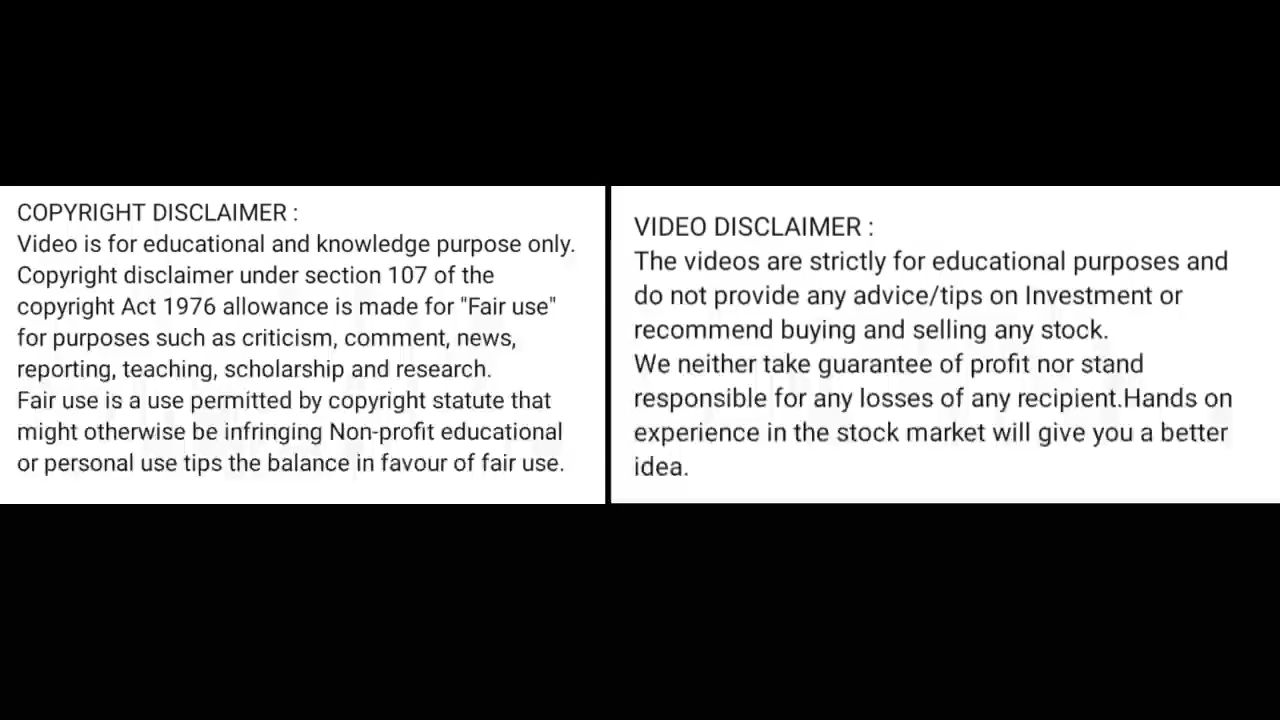 COPYRIGHT DISCLAIMER :
Video is for educational and knowledge purpose only.
Copyright disclaimer under section 107 of the
copyright Act 1976 allowance is made for "Fair use"
for purposes such as criticism, comment, news,
reporting, teaching, scholarship and research.
Fair use is a use permitted by copyright statute that
might otherwise be infringing Non-profit educational
or personal use tips the balance in favour of fair use.
VIDEO DISCLAIMER :
The videos are strictly for educational purposes and
do not provide any advice/tips on Investment or
recommend buying and selling any stock.
We neither take guarantee of profit nor stand
responsible for any losses of any recipient.Hands on
experience in the stock market will give you a better
idea.